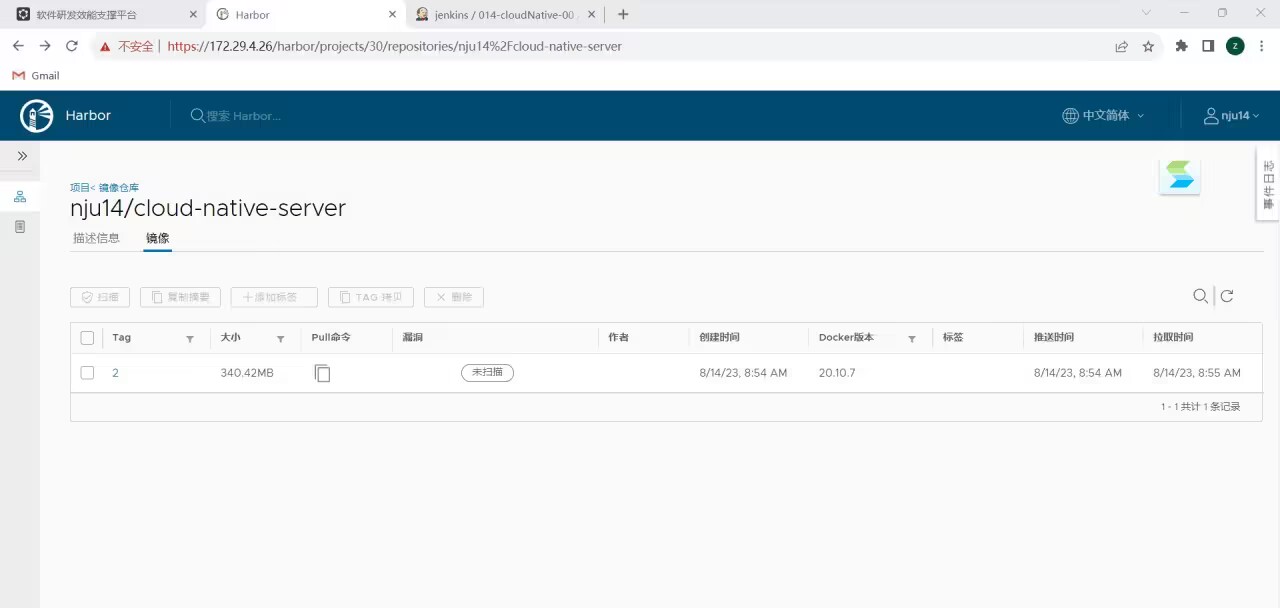 软件研发效能支撑平台
Harbor
jenkins / 014-cloudNative-00
不安全 | https://172.29.4.26/harbor/projects/30/repositories/nju14%2Fcloud-native-server
Z
Gmail
Harbor
搜索 Harbor...
中文简体
nju14
事件日志
项目< 镜像仓库
nju14/cloud-native-server
描述信息 镜像
扫描 复制摘要 添加标签 TAG 拷贝 删除
Tag 大小 Pull命令 漏洞 作者 创建时间 Docker版本 标签 推送时间 拉取时间
2 340.42MB 未扫描 8/14/23, 8:54 AM 20.10.7 8/14/23, 8:54 AM 8/14/23, 8:55 AM
1 - 1 共计 1 条记录